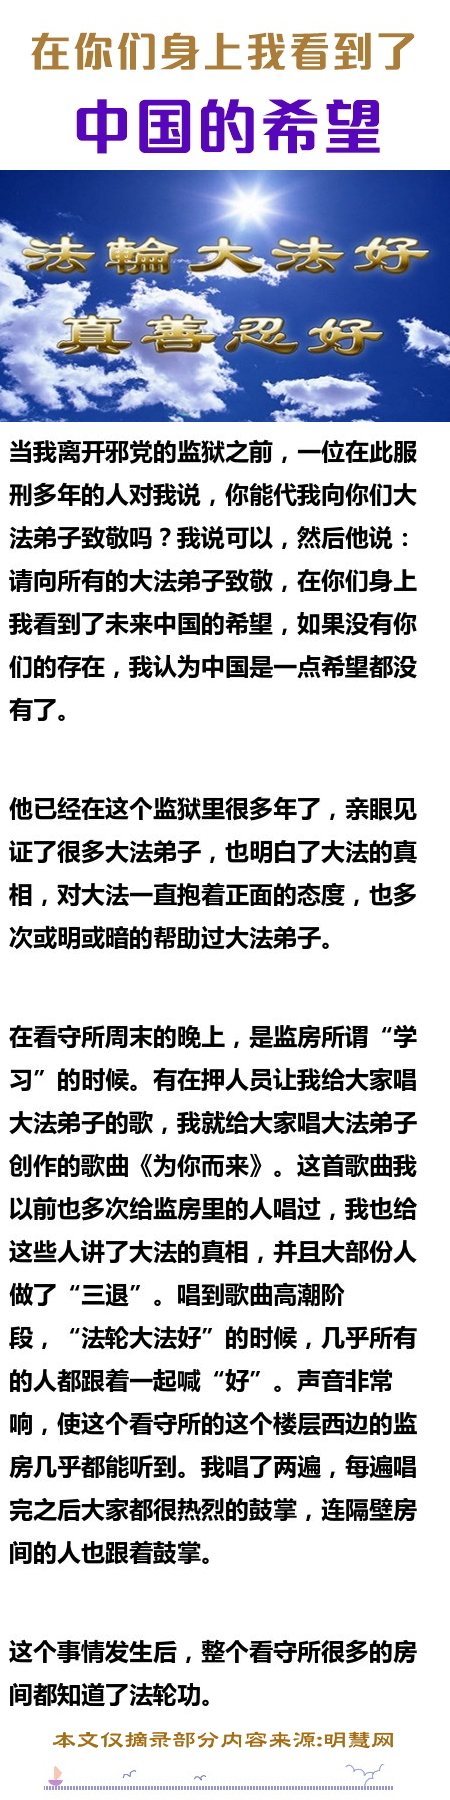 在你们身上我看到了
中国的希望
法輪大法好
真善忍好
当我离开邪党的监狱之前，一位在此服
刑多年的人对我说，你能代我向你们大
法弟子致敬吗？我说可以，然后他说：
请向所有的大法弟子致敬，在你们身上
我看到了未来中国的希望，如果没有你
们的存在，我认为中国是一点希望都没
有了。
他已经在这个监狱里很多年了，亲眼见
证了很多大法弟子，也明白了大法的真
相，对大法一直抱着正面的态度，也多
次或明或暗的帮助过大法弟子。
在看守所周末的晚上，是监房所谓“学
习”的时候。有在押人员让我给大家唱
大法弟子的歌，我就给大家唱大法弟子
创作的歌曲《为你而来》。这首歌曲我
以前也多次给监房里的人唱过，我也给
这些人讲了大法的真相，并且大部份人
做了“三退”。唱到歌曲高潮阶
段，“法轮大法好”的时候，几乎所有
的人都跟着一起喊“好”。声音非常
响，使这个看守所的这个楼层西边的监
房几乎都能听到。我唱了两遍，每遍唱
完之后大家都很热烈的鼓掌，连隔壁房
间的人也跟着鼓掌。
这个事情发生后，整个看守所很多的房
间都知道了法轮功。
本文仅摘录部分内容来源:明慧网